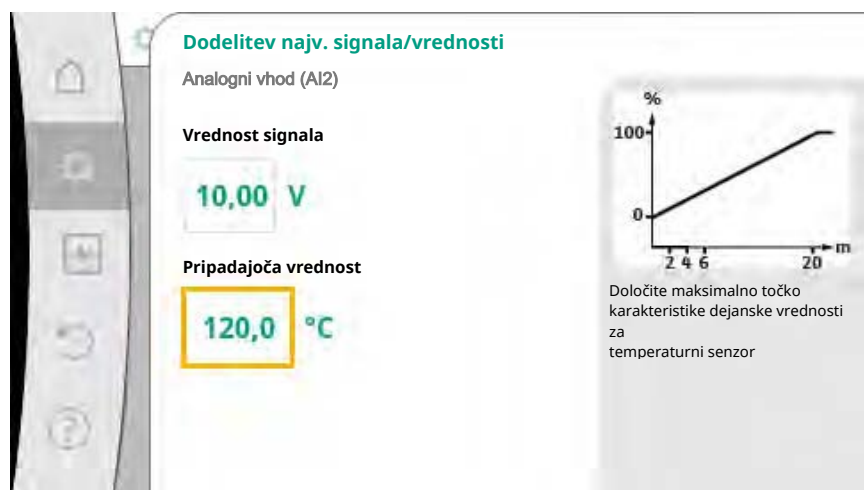 Dodelitev najv. signala/vrednosti
Analogni vhod (AI2)
Vrednost signala
10,00 V
Pripadajoča vrednost
120,0 °C
%
100
0
2 4 6 20
m
Določite maksimalno točko
karakteristike dejanske vrednosti
za
temperaturni senzor
?